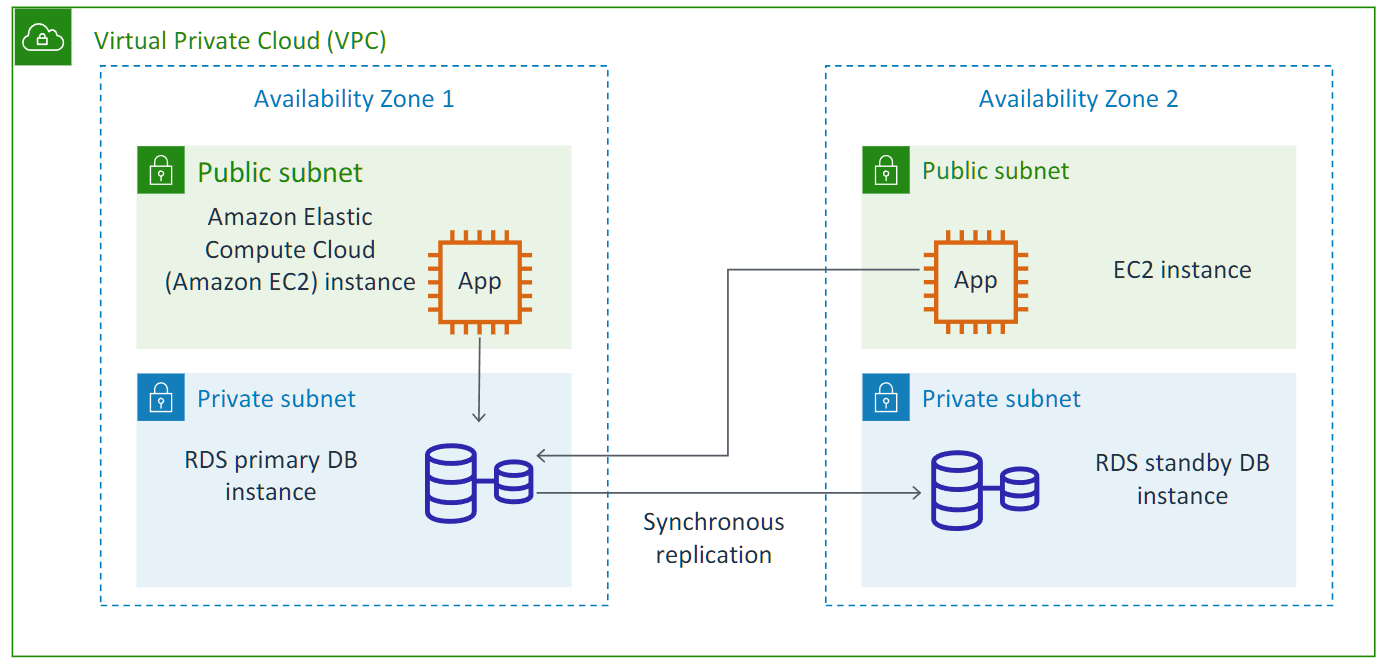 Virtual Private Cloud (VPC)
Availability Zone 1
Public subnet
Amazon Elastic
Compute Cloud
(Amazon EC2) instance
App
Private subnet
RDS primary DB
instance
Synchronous
replication
Availability Zone 2
Public subnet
App
EC2 instance
Private subnet
RDS standby DB
instance